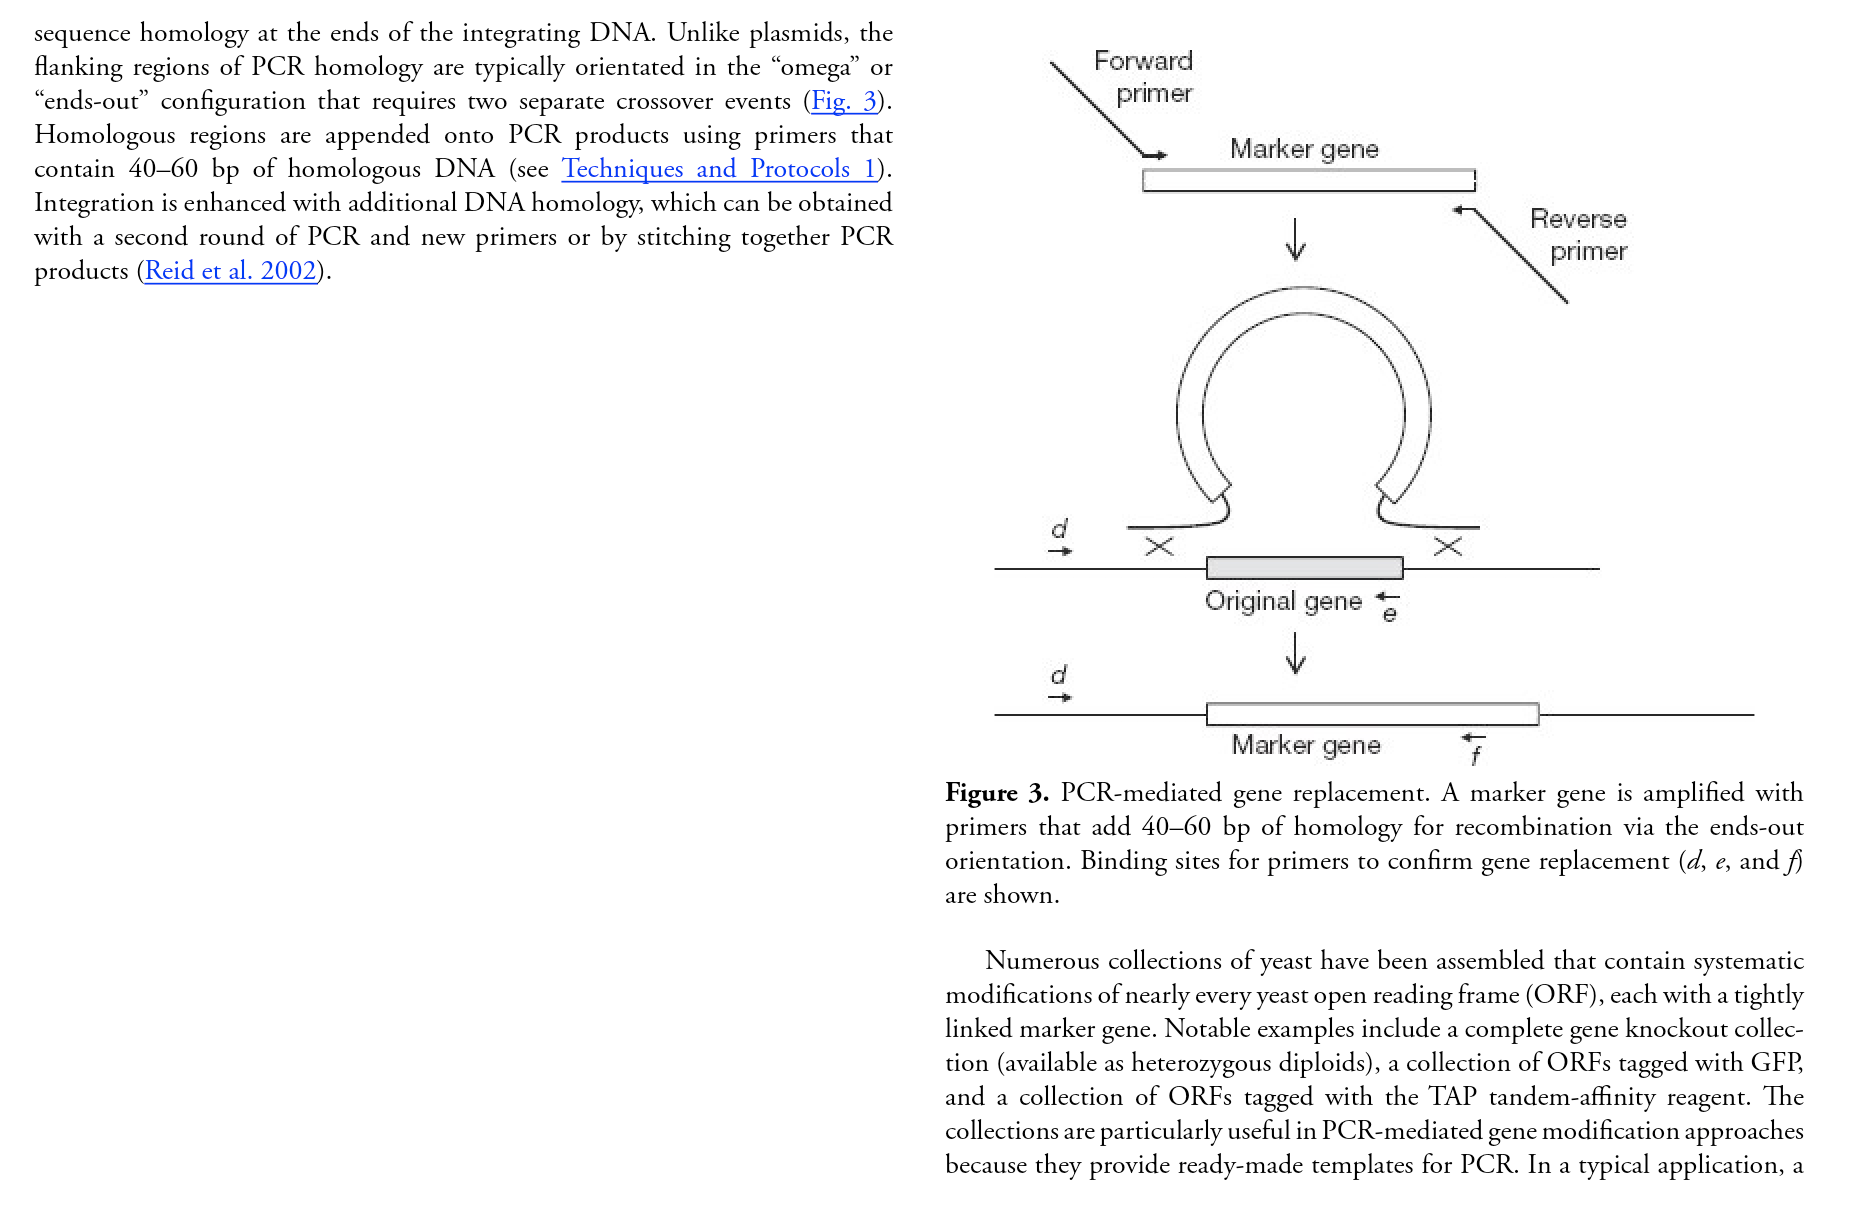 sequence homology at the ends of the integrating DNA. Unlike plasmids, the
flanking regions of PCR homology are typically orientated in the “omega” or
“ends-out” configuration that requires two separate crossover events (Fig. 3).
Homologous regions are appended onto PCR products using primers that
contain 40–60 bp of homologous DNA (see Techniques and Protocols 1).
Integration is enhanced with additional DNA homology, which can be obtained
with a second round of PCR and new primers or by stitching together PCR
products (Reid et al. 2002).
Forward
primer
Marker gene
Reverse
primer
d
Original gene
e
d
Marker gene
f
Figure 3. PCR-mediated gene replacement. A marker gene is amplified with
primers that add 40–60 bp of homology for recombination via the ends-out
orientation. Binding sites for primers to confirm gene replacement (d, e, and f)
are shown.
Numerous collections of yeast have been assembled that contain systematic
modifications of nearly every yeast open reading frame (ORF), each with a tightly
linked marker gene. Notable examples include a complete gene knockout collec-
tion (available as heterozygous diploids), a collection of ORFs tagged with GFP,
and a collection of ORFs tagged with the TAP tandem-affinity reagent. The
collections are particularly useful in PCR-mediated gene modification approaches
because they provide ready-made templates for PCR. In a typical application, a